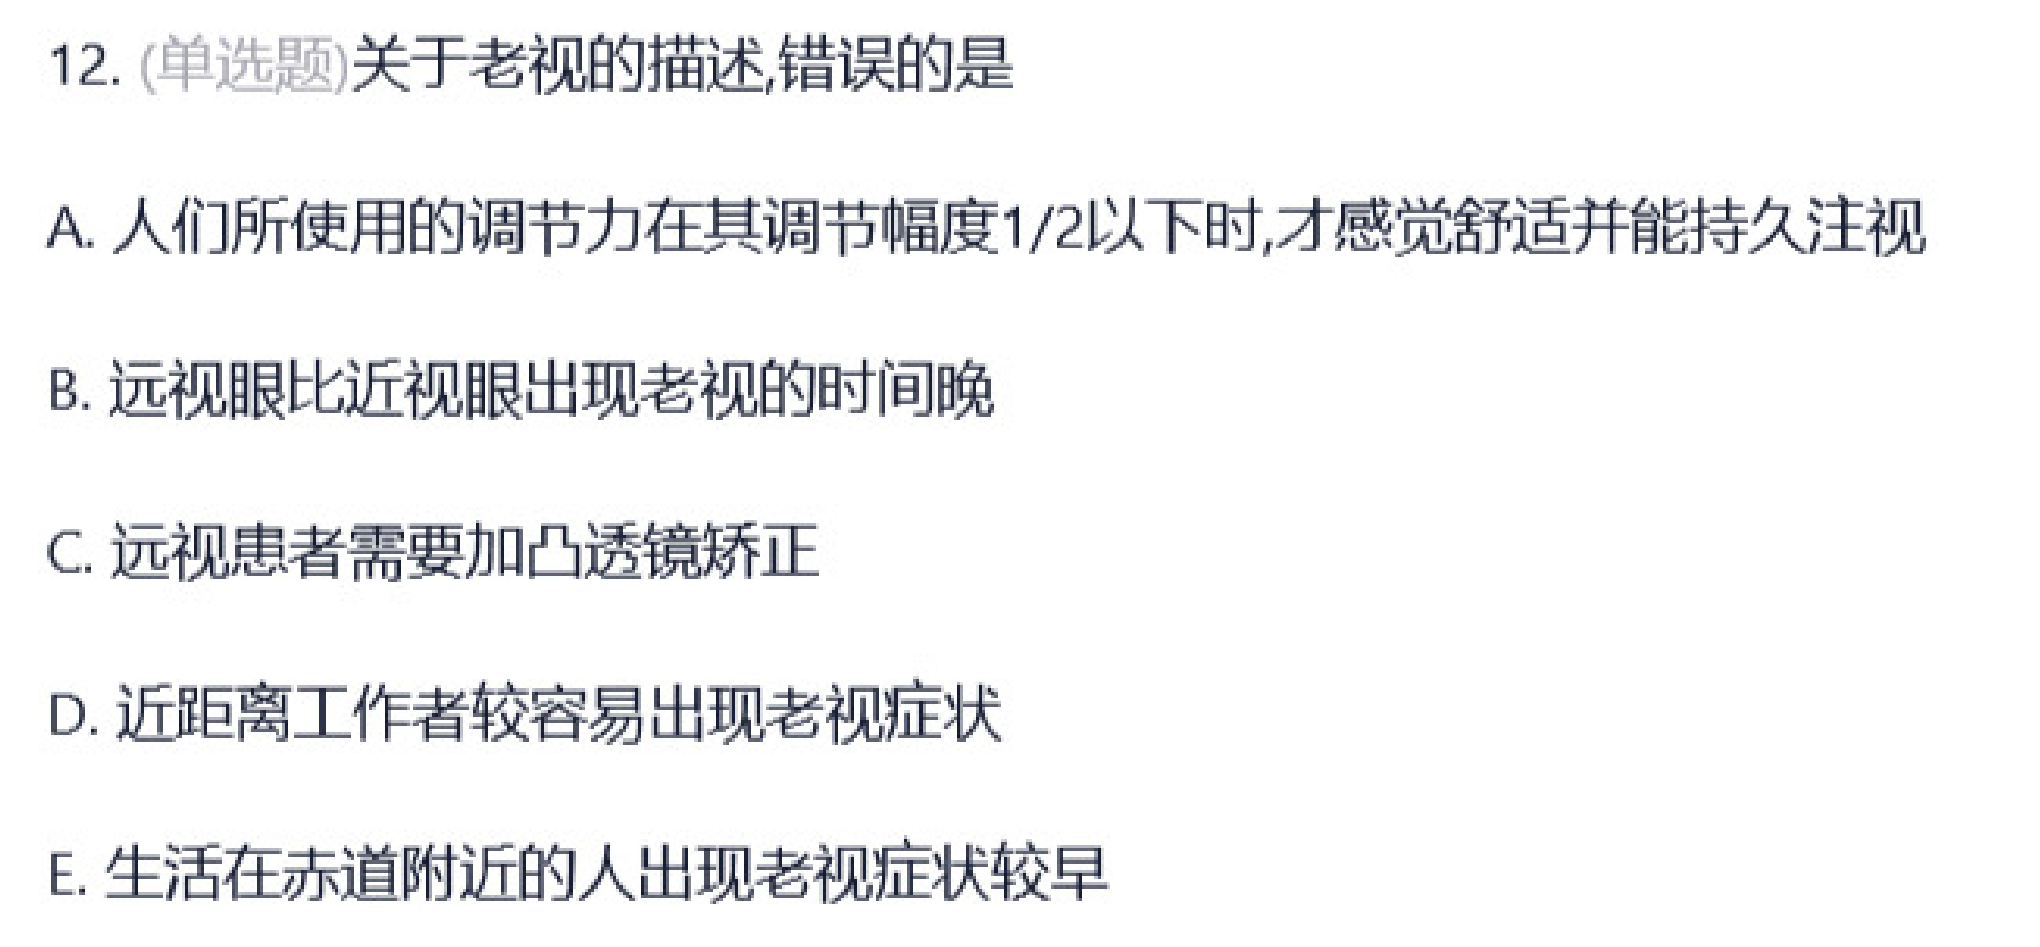 12. (单选题)关于老视的描述,错误的是
A. 人们所使用的调节力在其调节幅度1/2以下时,才感觉舒适并能持久注视
B. 远视眼比近视眼出现老视的时间晚
C. 远视患者需要加凸透镜矫正
D. 近距离工作者较容易出现老视症状
E. 生活在赤道附近的人出现老视症状较早